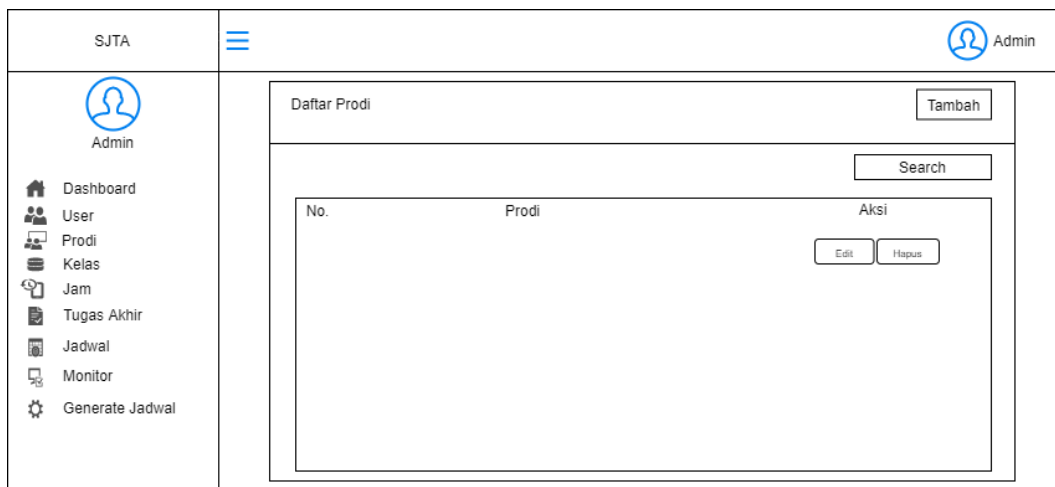 SJTA
Admin
Admin
Dashboard
User
Prodi
Kelas
Jam
Tugas Akhir
Jadwal
Monitor
Generate Jadwal
Daftar Prodi
Tambah
Search
No. Prodi Aksi
Edit Hapus